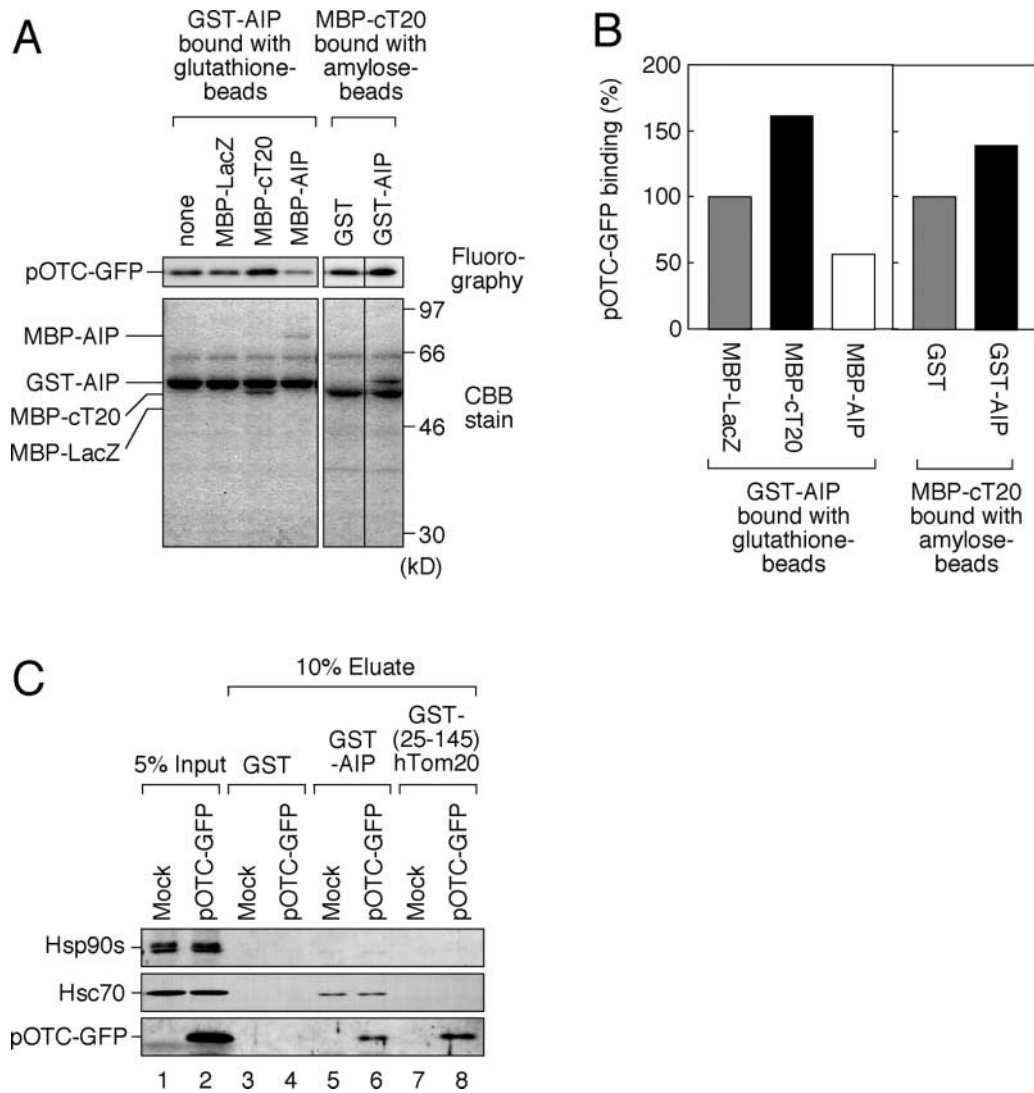 A
GST-AIP
bound with
glutathione-
beads
MBP-cT20
bound with
amylose-
beads
none
MBP-LacZ
MBP-cT20
MBP-AIP
GST
GST-AIP
pOTC-GFP
Fluoro-
graphy
MBP-AIP
GST-AIP
MBP-cT20
MBP-LacZ
97
66
46
30
(kD)
CBB
stain
B
pOTC-GFP binding (%)
200
150
100
50
0
MBP-LacZ
MBP-cT20
MBP-AIP
GST
GST-AIP
GST-AIP
bound with
glutathione-
beads
MBP-cT20
bound with
amylose-
beads
C
10% Eluate
5% Input
GST
GST
-AIP
GST-
(25-145)
hTom20
Mock
pOTC-GFP
Mock
pOTC-GFP
Mock
pOTC-GFP
Mock
pOTC-GFP
Hsp90s
Hsc70
pOTC-GFP
1 2 3 4 5 6 7 8